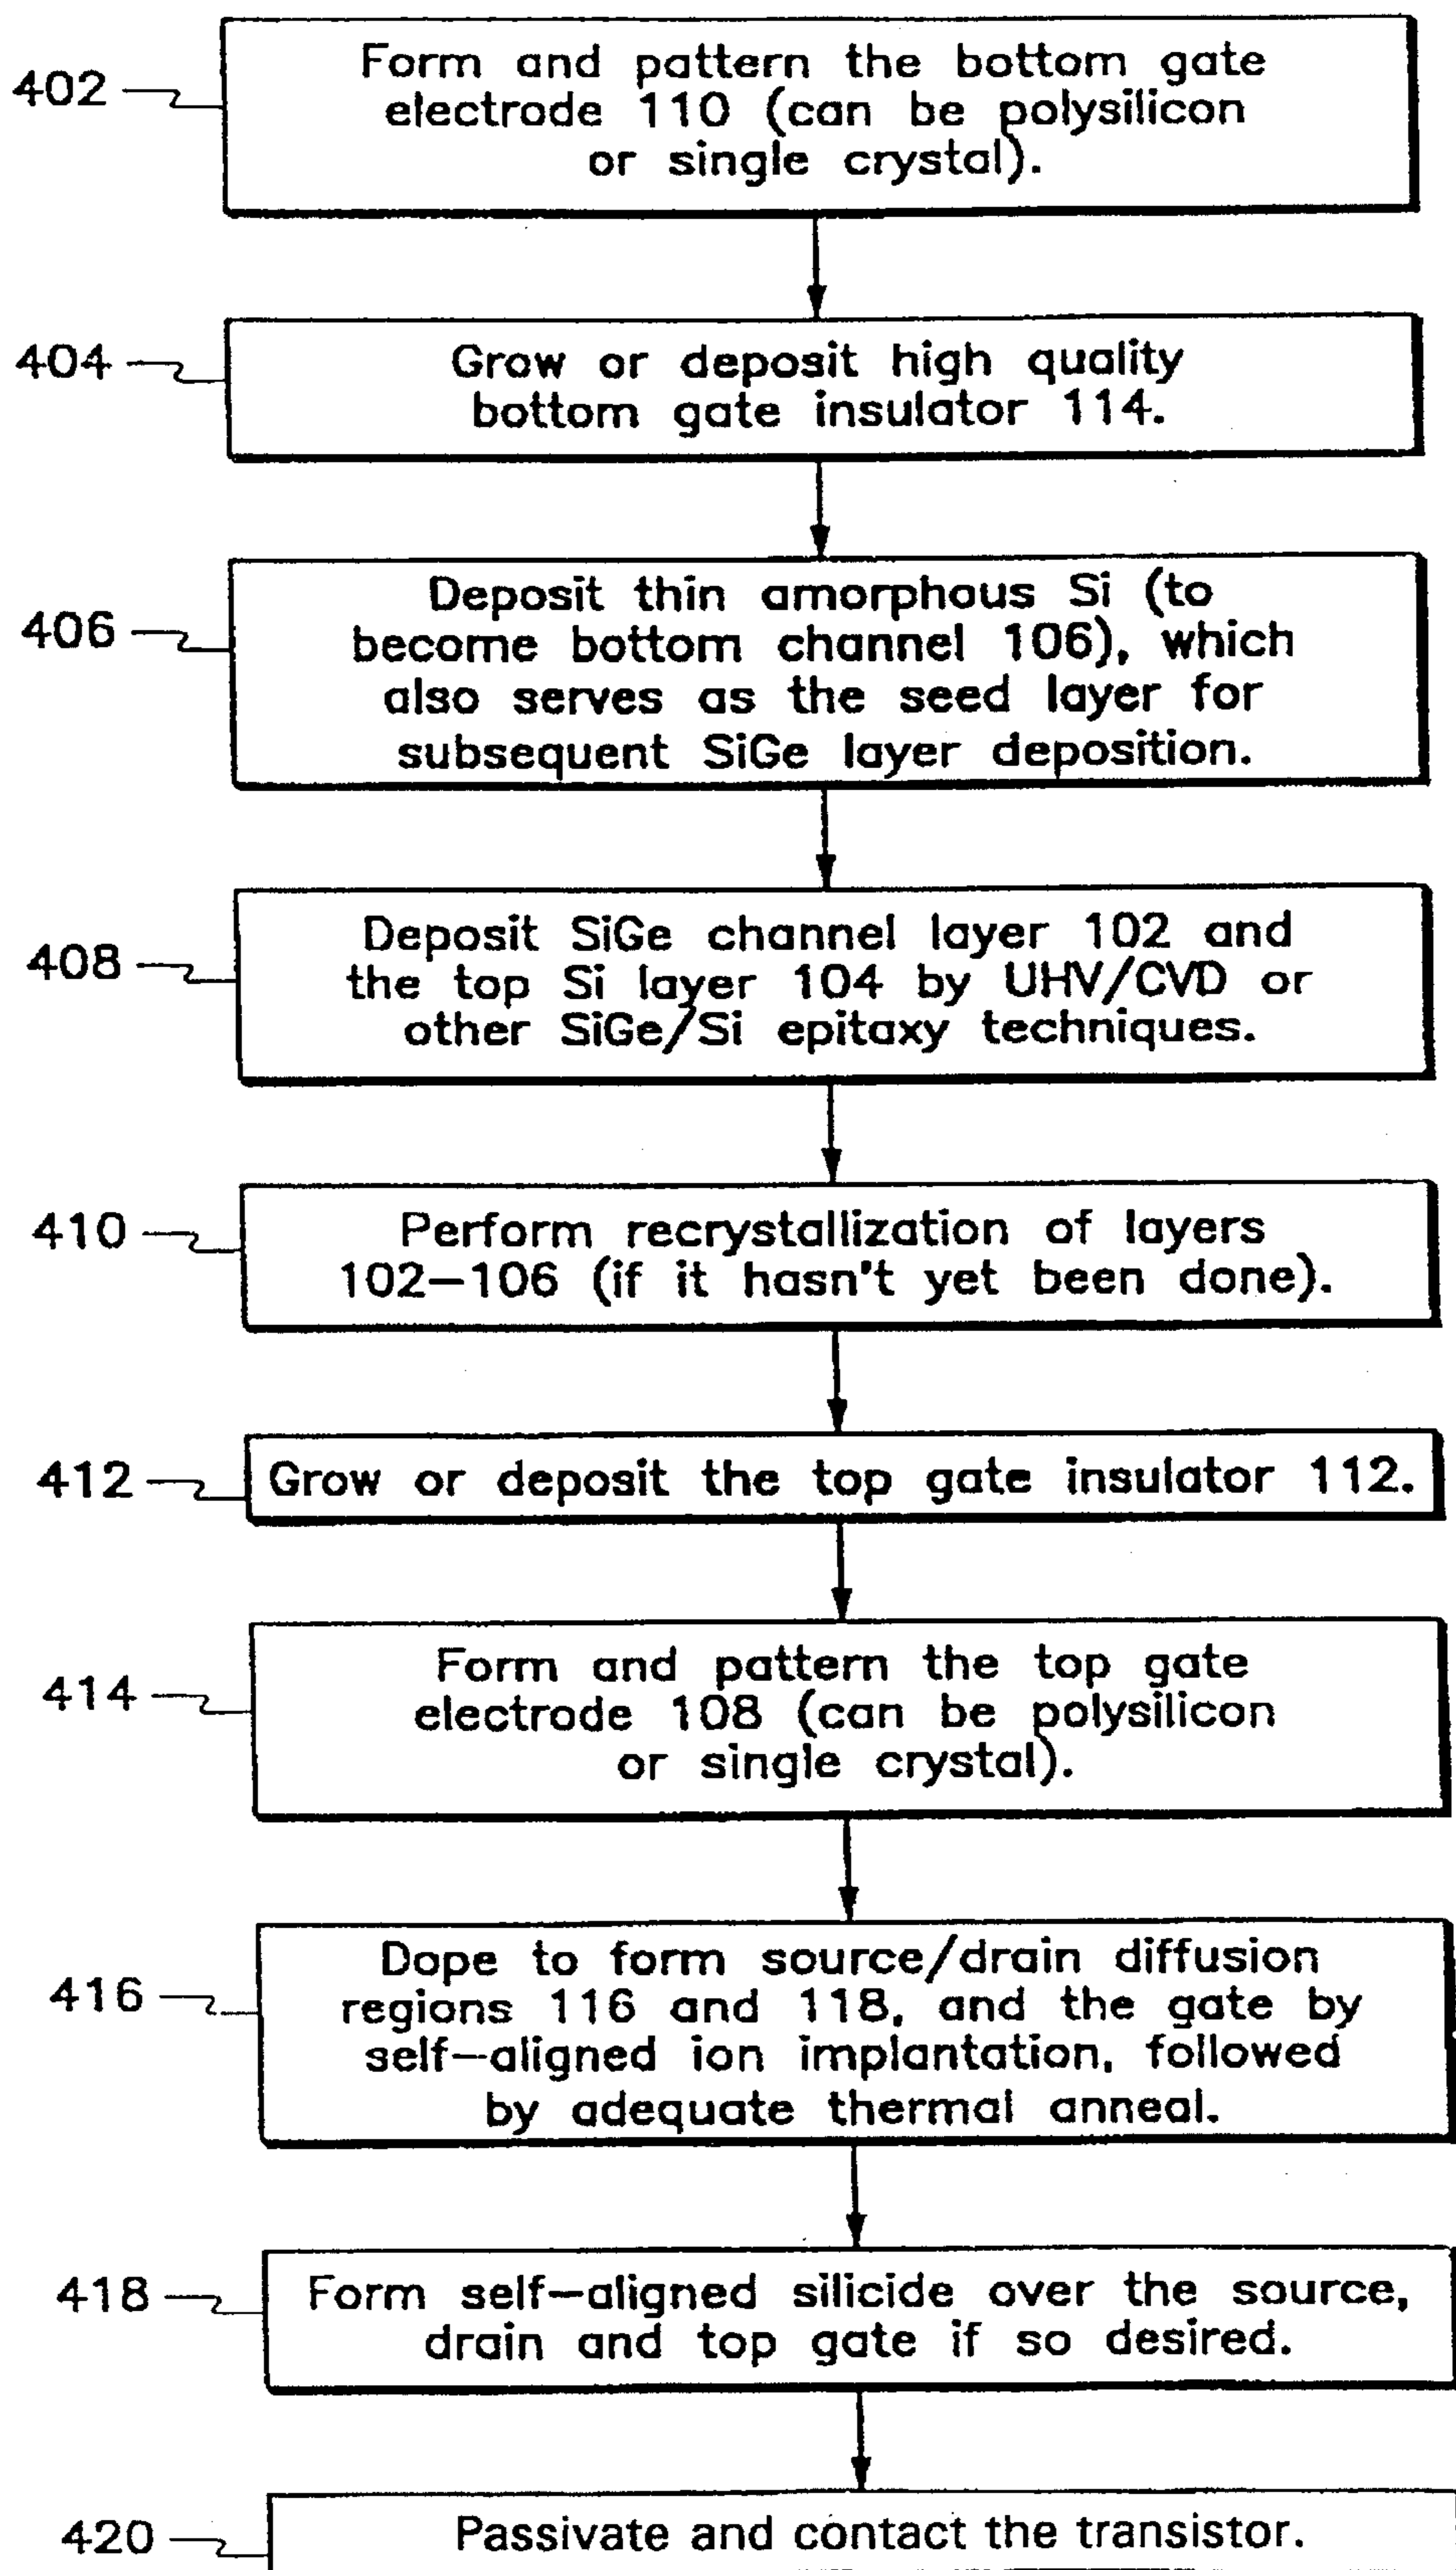 402
Form and pattern the bottom gate
electrode 110 (can be polysilicon
or single crystal).
404
Grow or deposit high quality
bottom gate insulator 114.
406
Deposit thin amorphous Si (to
become bottom channel 106), which
also serves as the seed layer for
subsequent SiGe layer deposition.
408
Deposit SiGe channel layer 102 and
the top Si layer 104 by UHV/CVD or
other SiGe/Si epitaxy techniques.
410
Perform recrystallization of layers
102–106 (if it hasn't yet been done).
412
Grow or deposit the top gate insulator 112.
414
Form and pattern the top gate
electrode 108 (can be polysilicon
or single crystal).
416
Dope to form source/drain diffusion
regions 116 and 118, and the gate by
self–aligned ion implantation, followed
by adequate thermal anneal.
418
Form self–aligned silicide over the source,
drain and top gate if so desired.
420
Passivate and contact the transistor.